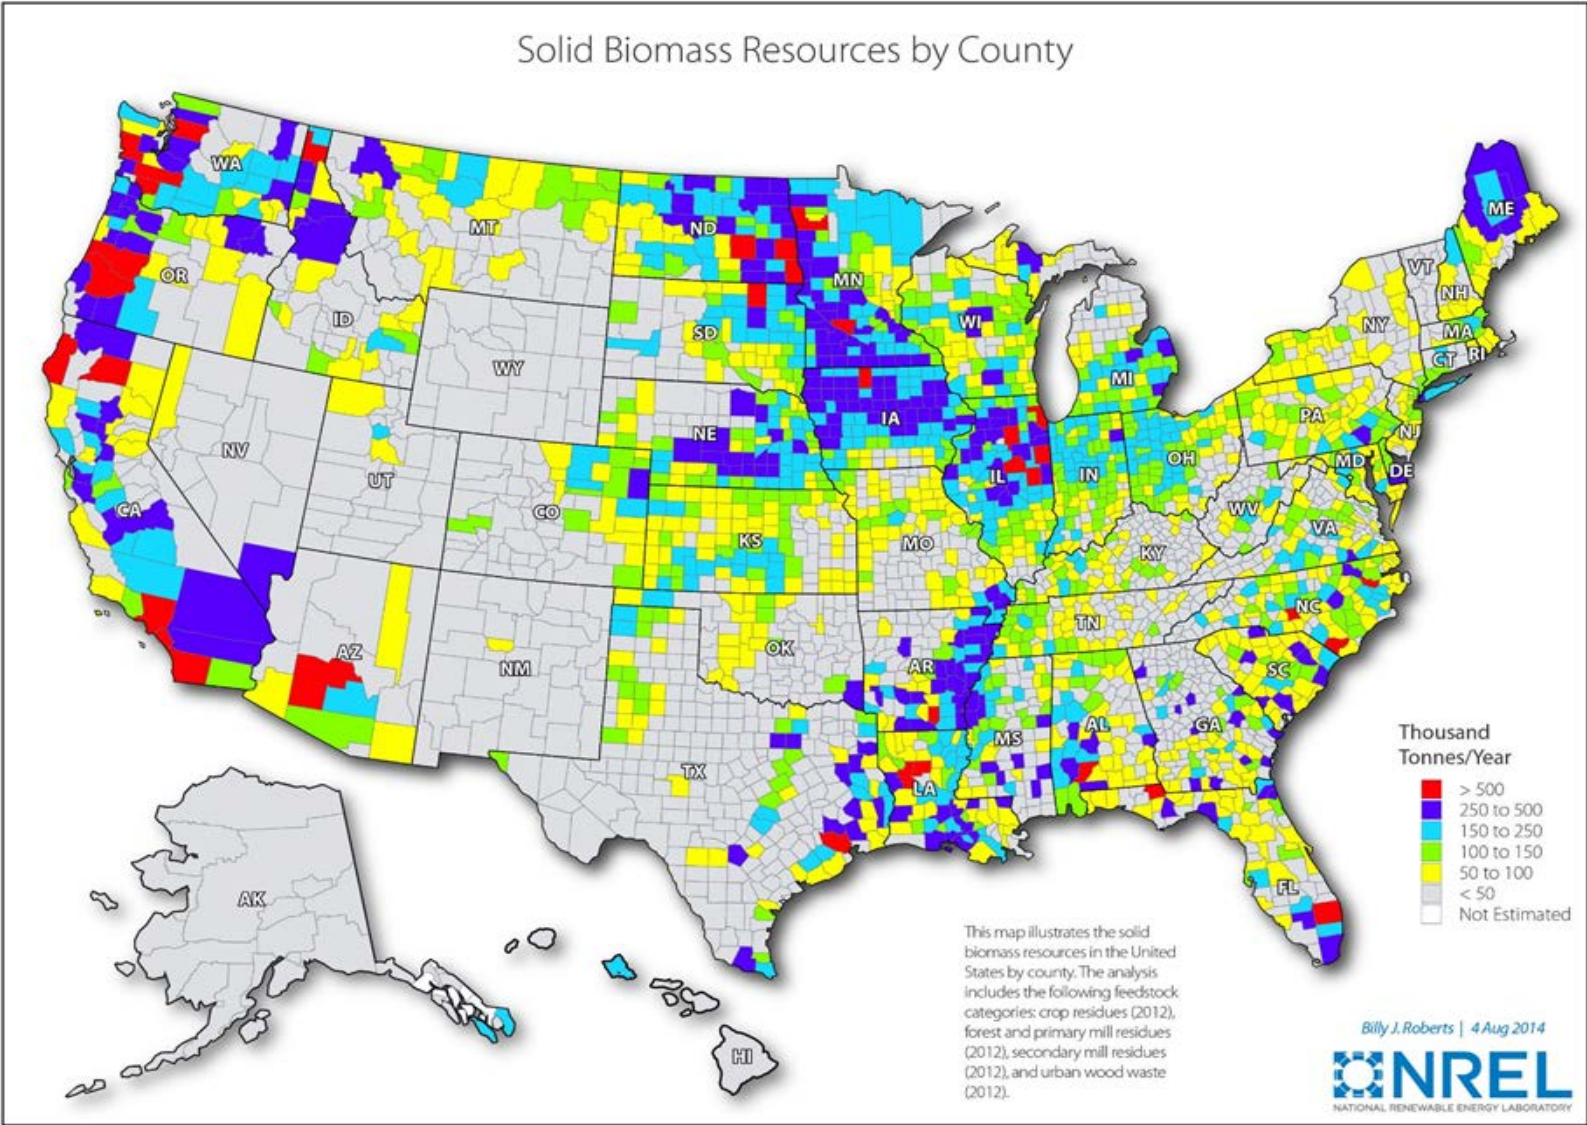 Solid Biomass Resources by County
WA
MT
ND
MN
ME
OR
ID
SD
WI
VT
NH
NY
MA
CT
RI
WY
MI
IA
NE
PA
NJ
NV
UT
CO
IL
IN
OH
MD
DE
CA
KS
MO
WV
VA
KY
AZ
NM
OK
AR
TN
NC
SC
MS
AL
GA
TX
LA
FL
AK
HI
Thousand
Tonnes/Year
> 500
250 to 500
150 to 250
100 to 150
50 to 100
< 50
Not Estimated
This map illustrates the solid
biomass resources in the United
States by county. The analysis
includes the following feedstock
categories: crop residues (2012),
forest and primary mill residues
(2012), secondary mill residues
(2012), and urban wood waste
(2012).
Billy J. Roberts | 4 Aug 2014
NREL
NATIONAL RENEWABLE ENERGY LABORATORY